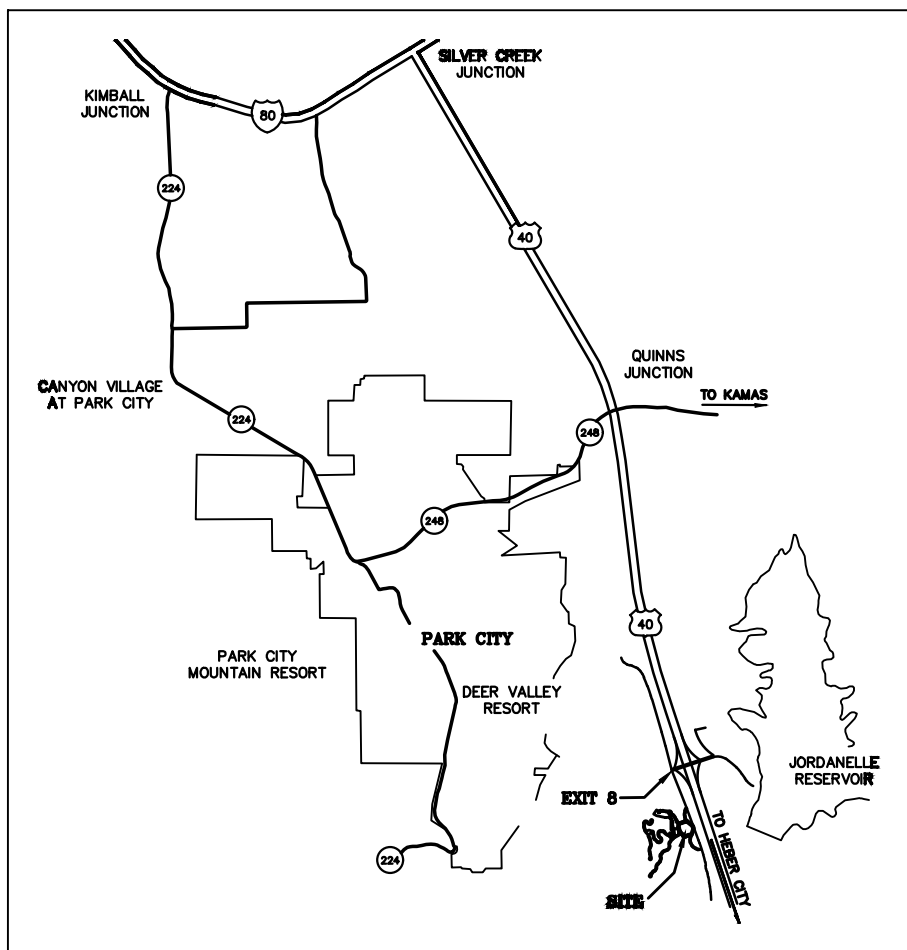 SILVER CREEK
JUNCTION
KIMBALL
JUNCTION
80
224
40
QUINNS
JUNCTION
TO KAMAS
CANYON VILLAGE
AT PARK CITY
224
248
248
40
PARK CITY
PARK CITY
MOUNTAIN RESORT
DEER VALLEY
RESORT
JORDANELLE
RESERVOIR
EXIT 8
TO HEBER CITY
224
SITE